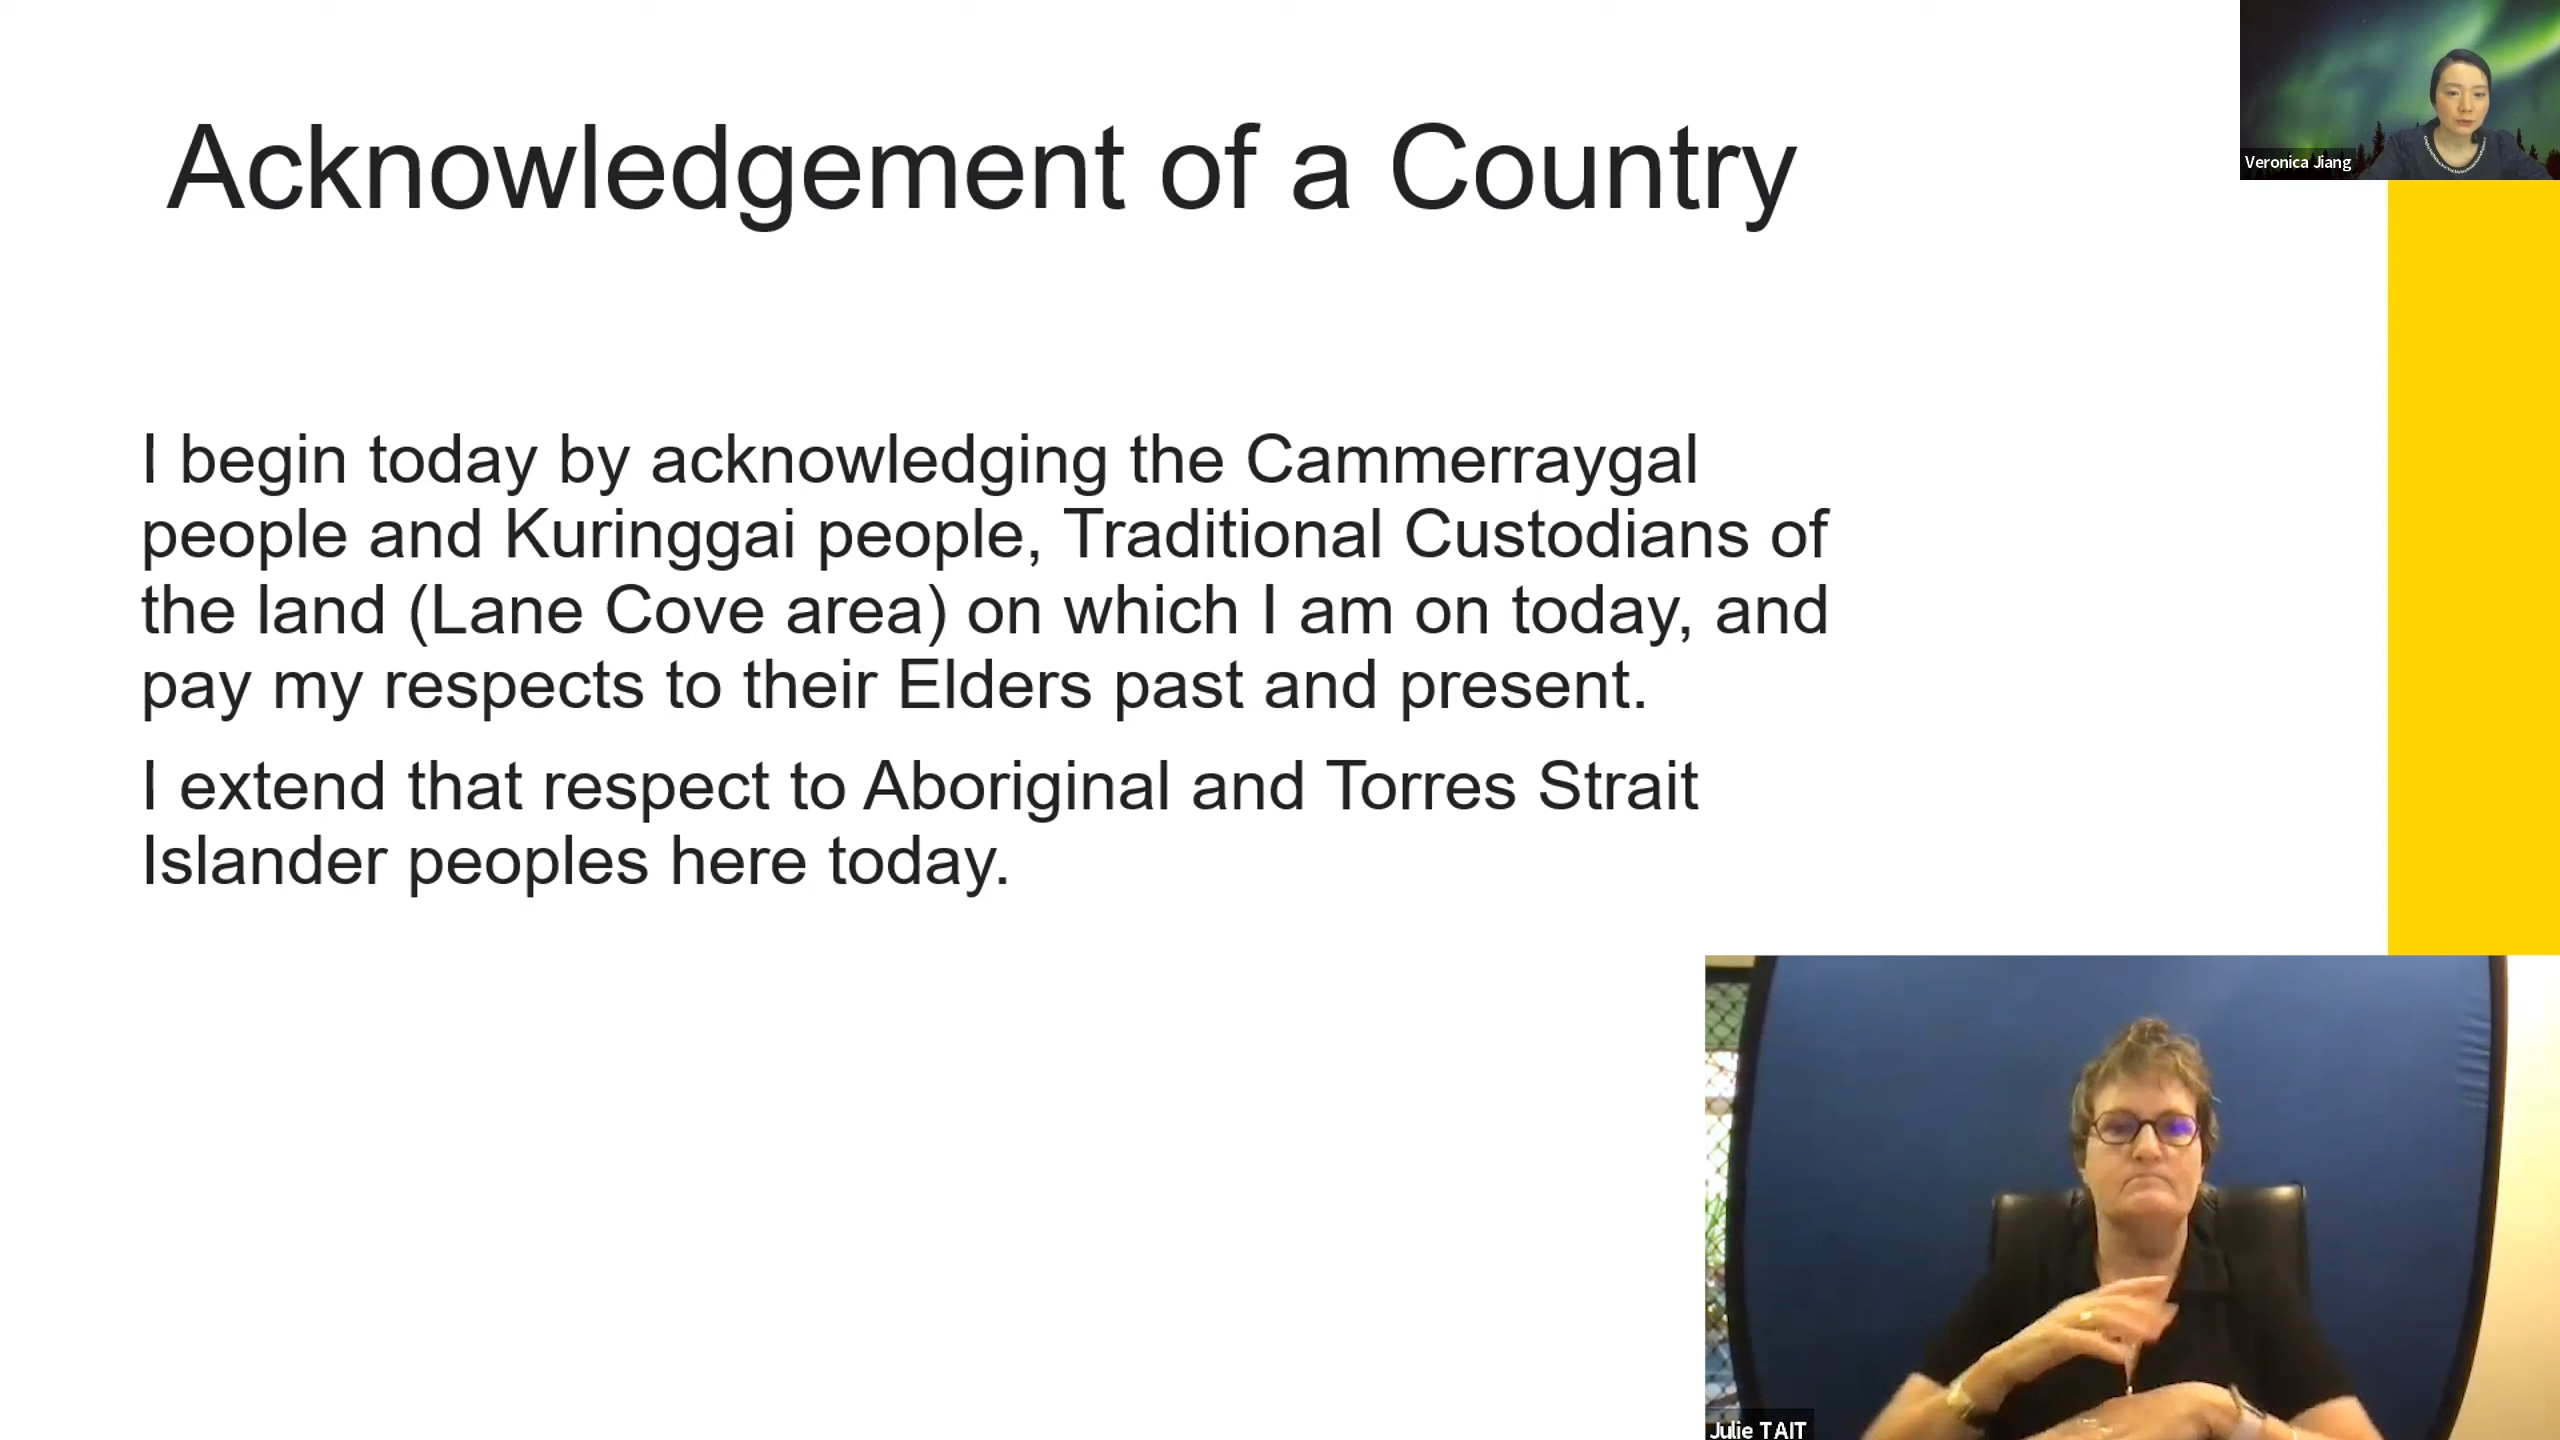 Acknowledgement of a Country
Veronica Jiang
I begin today by acknowledging the Cammerraygal
people and Kuringgai people, Traditional Custodians of
the land (Lane Cove area) on which I am on today, and
pay my respects to their Elders past and present.
I extend that respect to Aboriginal and Torres Strait
Islander peoples here today.
Julie TAIT